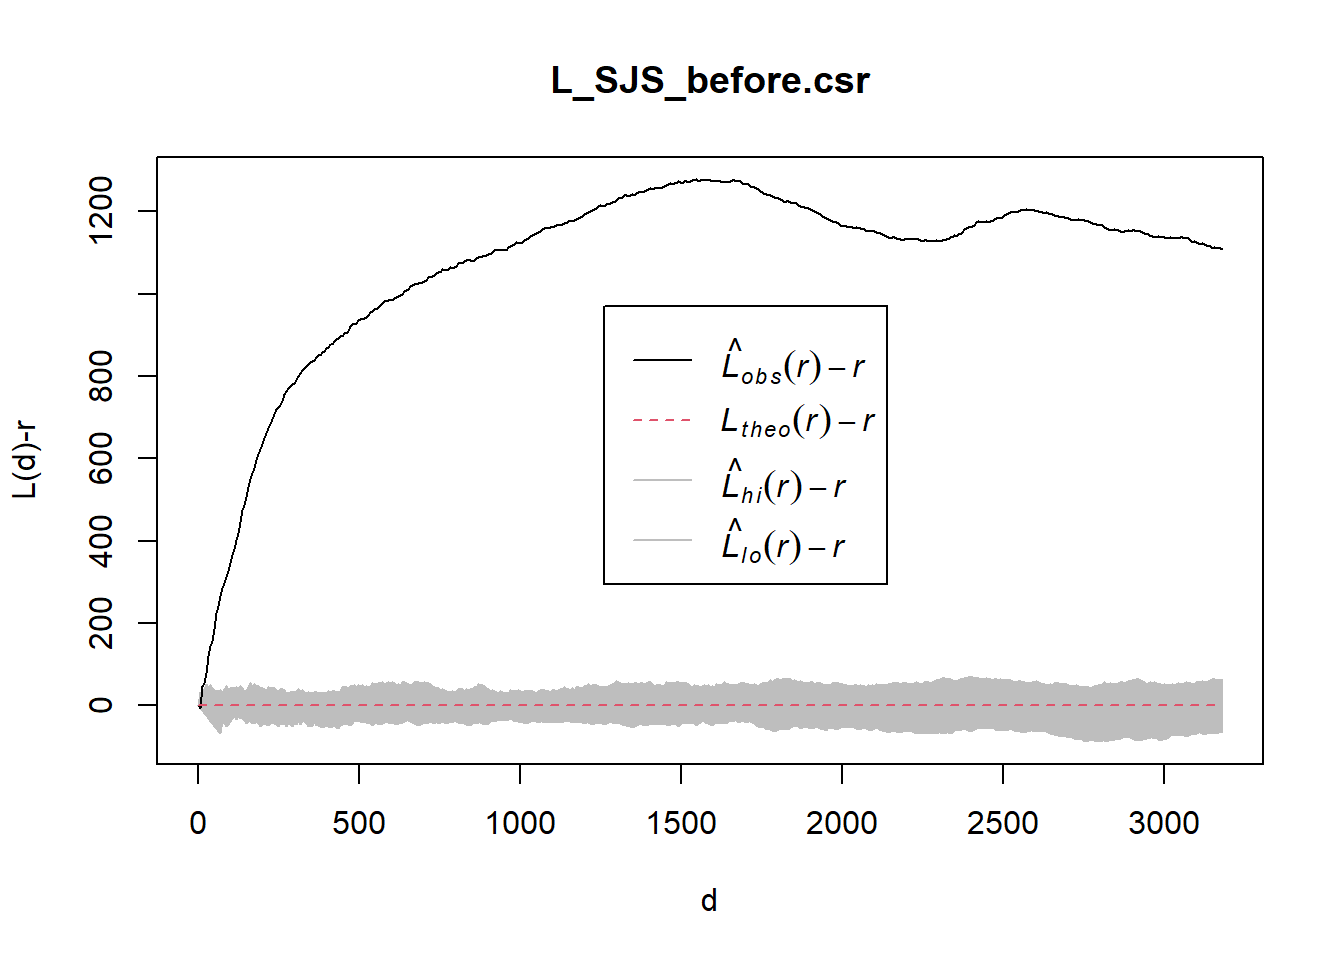 L_SJS_before.csr
L(d)-r
1200
800
600
400
200
0
L̂obs(r) − r
Ltheo(r) − r
L̂hi(r) − r
L̂lo(r) − r
0 500 1000 1500 2000 2500 3000
d